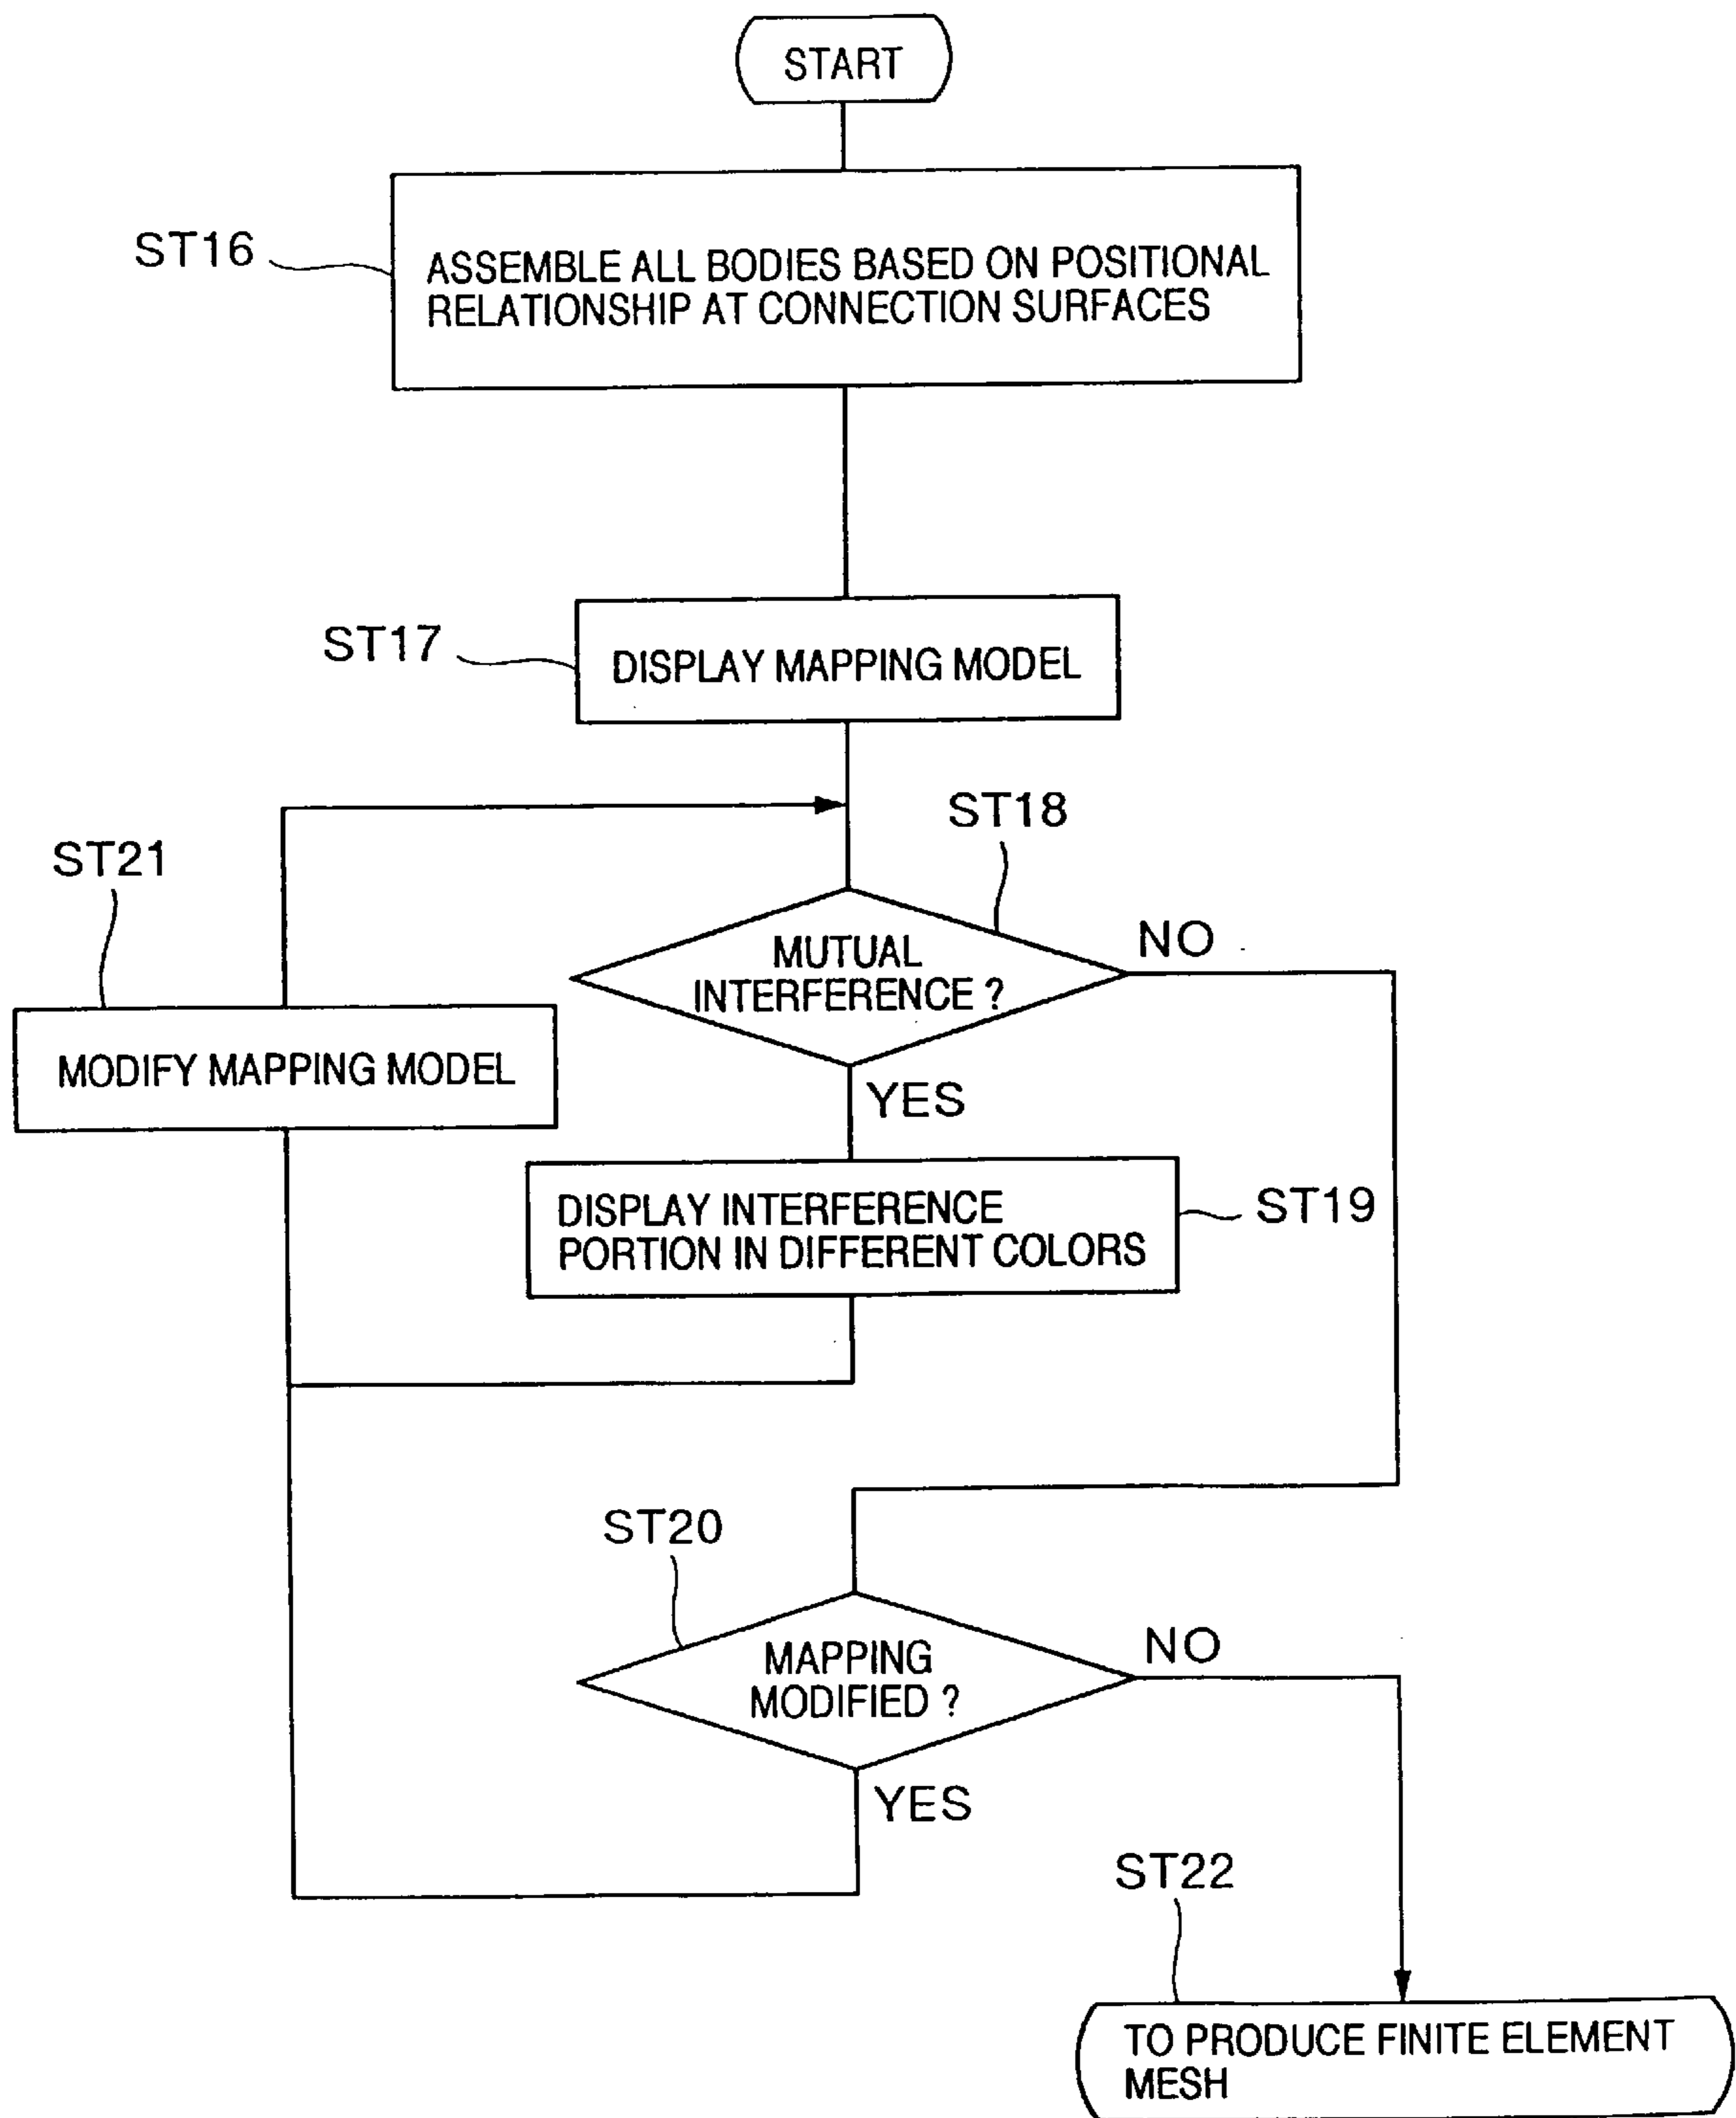 START
ST16
ASSEMBLE ALL BODIES BASED ON POSITIONAL
RELATIONSHIP AT CONNECTION SURFACES
ST17
DISPLAY MAPPING MODEL
ST18
ST21
MUTUAL
INTERFERENCE ?
NO
MODIFY MAPPING MODEL
YES
DISPLAY INTERFERENCE
PORTION IN DIFFERENT COLORS
ST19
ST20
MAPPING
MODIFIED ?
NO
YES
ST22
TO PRODUCE FINITE ELEMENT
MESH